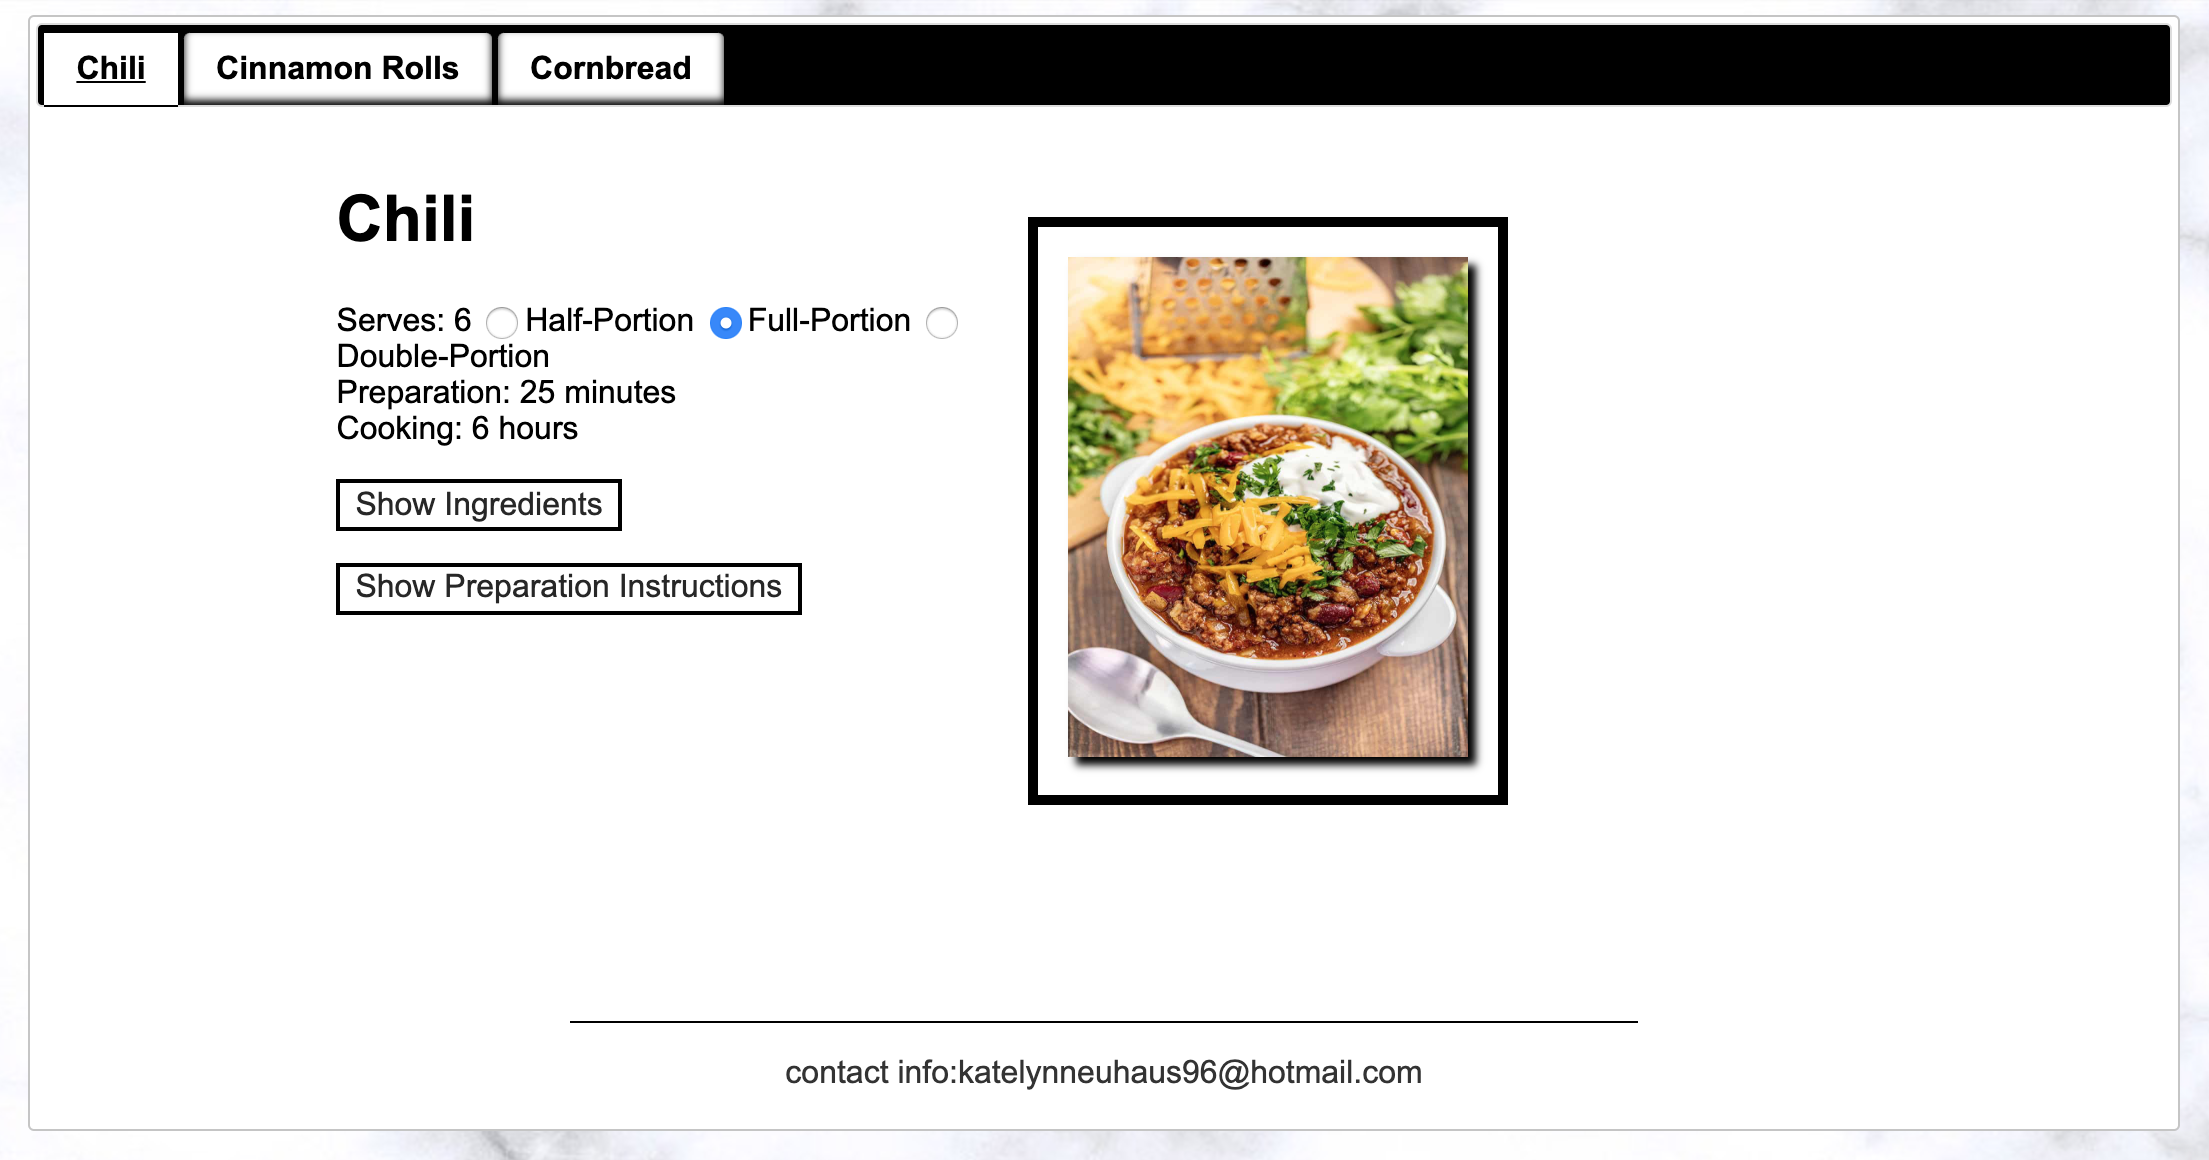 Chili Cinnamon Rolls Cornbread
Chili
Serves: 6 Half-Portion Full-Portion
Double-Portion
Preparation: 25 minutes
Cooking: 6 hours
Show Ingredients
Show Preparation Instructions
contact info:katelynneuhaus96@hotmail.com